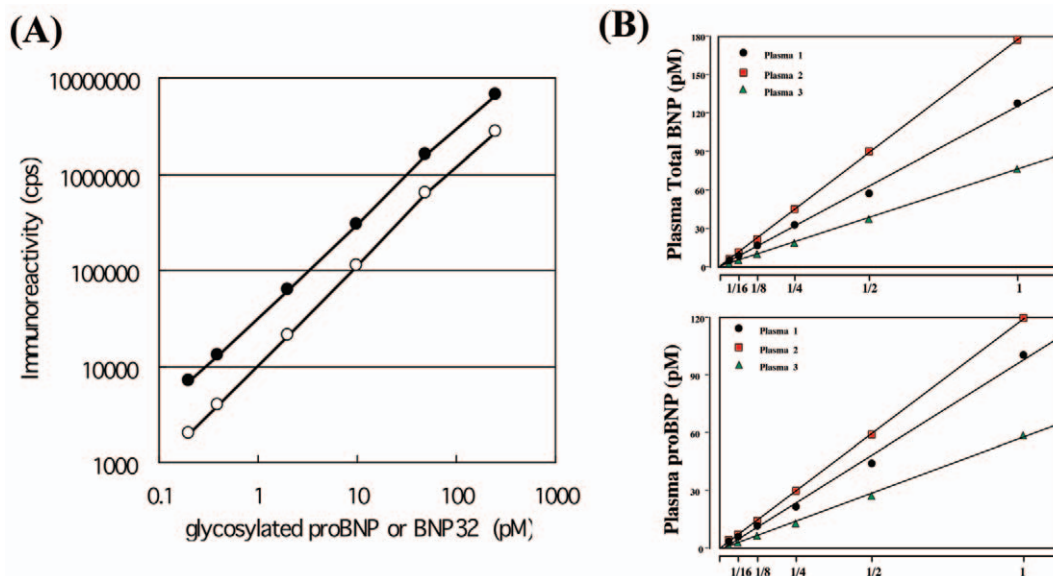 (A)
10000000
1000000
100000
10000
1000
Immunoreactivity (cps)
0.1 1 10 100 1000
glycosylated proBNP or BNP32 (pM)
(B)
180
150
120
90
60
30
0
Plasma Total BNP (pM)
Plasma 1
Plasma 2
Plasma 3
1/16 1/8 1/4 1/2 1
120
90
60
30
0
Plasma proBNP (pM)
Plasma 1
Plasma 2
Plasma 3
1/16 1/8 1/4 1/2 1